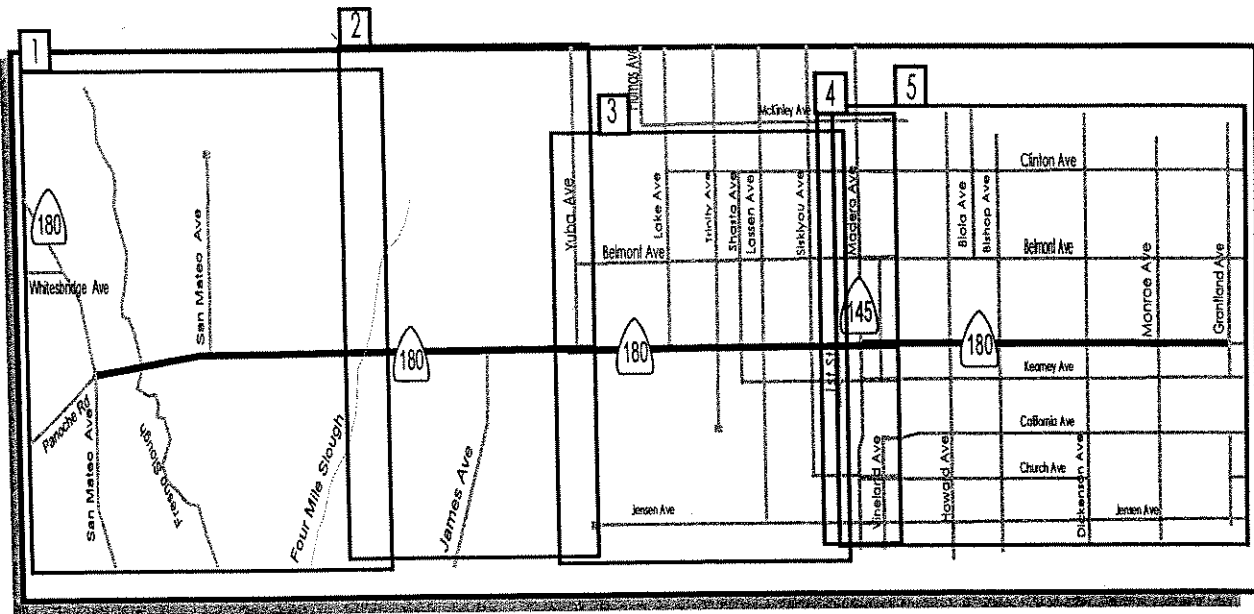 1
2
3
4
5
180
Whitesbridge Ave
San Mateo Ave
Panoche Rd
San Mateo Ave
Fresno Slough
Four Mile Slough
180
James Ave
Yuba Ave
McKinley Ave
Lake Ave
Trinity Ave
Shasta Ave
Lassen Ave
Siskiyou Ave
Madera Ave
Belmont Ave
180
Jensen Ave
1st St
145
Clinton Ave
Biola Ave
Bishop Ave
Belmont Ave
Monroe Ave
Grantland Ave
180
Kearney Ave
California Ave
Church Ave
Vineland Ave
Howard Ave
Dickenson Ave
Jensen Ave